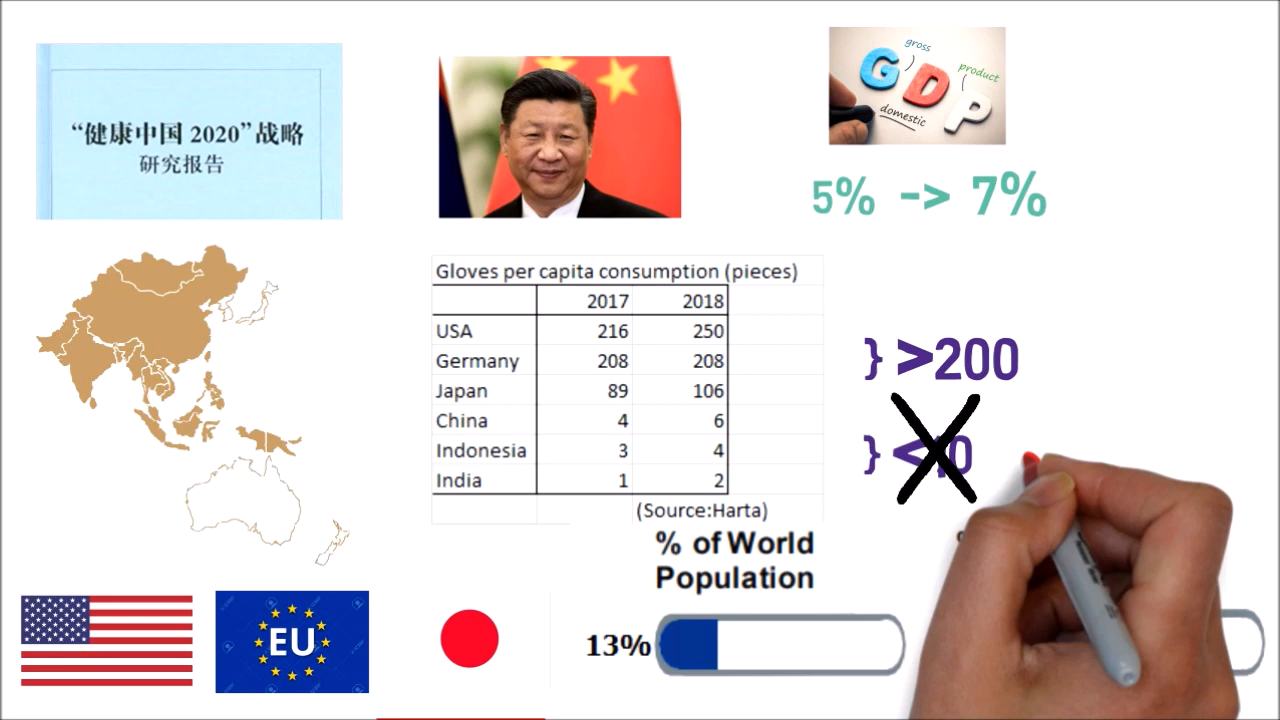 “健康中国 2020”战略
研究报告
gross
product
GDP
domestic
5% -> 7%
Gloves per capita consumption (pieces)
2017 2018
USA 216 250
Germany 208 208
Japan 89 106
China 4 6
Indonesia 3 4
India 1 2
(Source:Harta)
} >200
} <10
% of World
Population
EU
13%